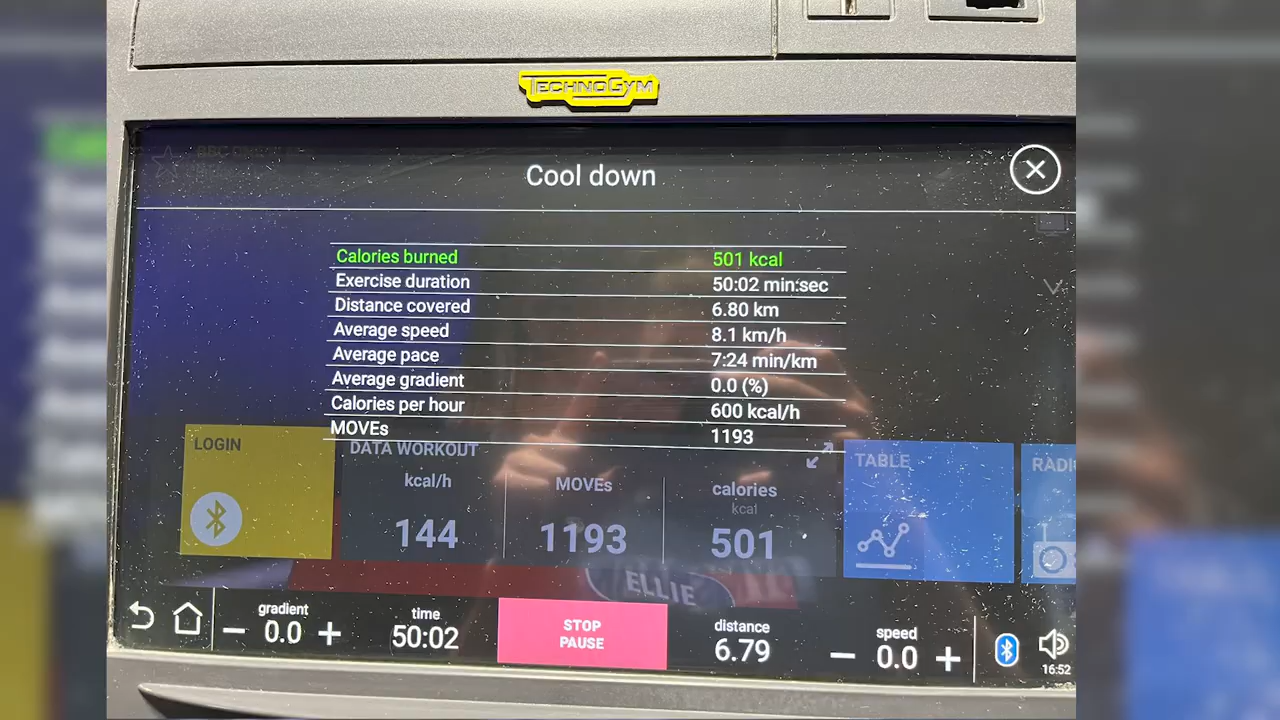 TECHNOGYM
BBC ONE
Cool down
Calories burned 501 kcal
Exercise duration 50:02 min:sec
Distance covered 6.80 km
Average speed 8.1 km/h
Average pace 7:24 min/km
Average gradient 0.0 (%)
Calories per hour 600 kcal/h
MOVEs 1193
LOGIN
DATA WORKOUT
kcal/h MOVEs calories
kcal
144 1193 501
TABLE
ELLIE
gradient time STOP distance speed
− 0.0 + 50:02 PAUSE 6.79 − 0.0 +
16:52